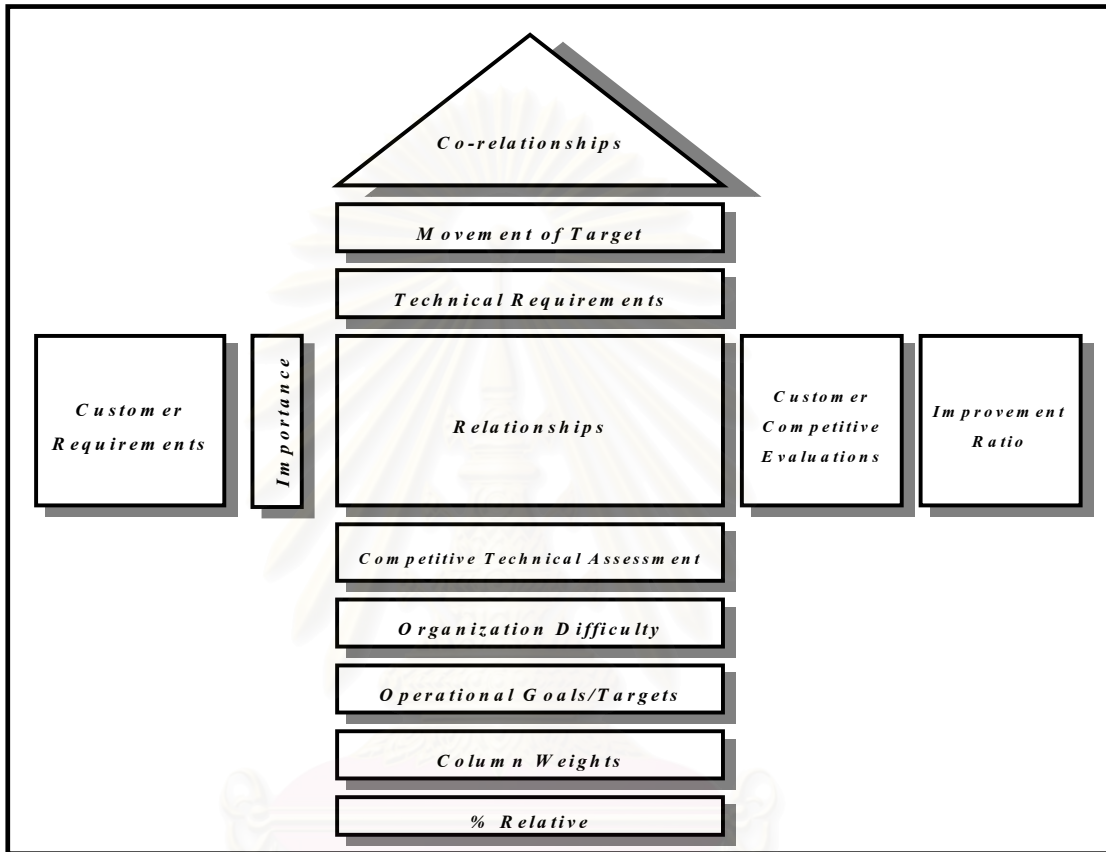 Co-relationships
Movement of Target
Technical Requirements
Customer
Requirements
Importance
Relationships
Customer
Competitive
Evaluations
Improvement
Ratio
Competitive Technical Assessment
Organization Difficulty
Operational Goals/Targets
Column Weights
% Relative